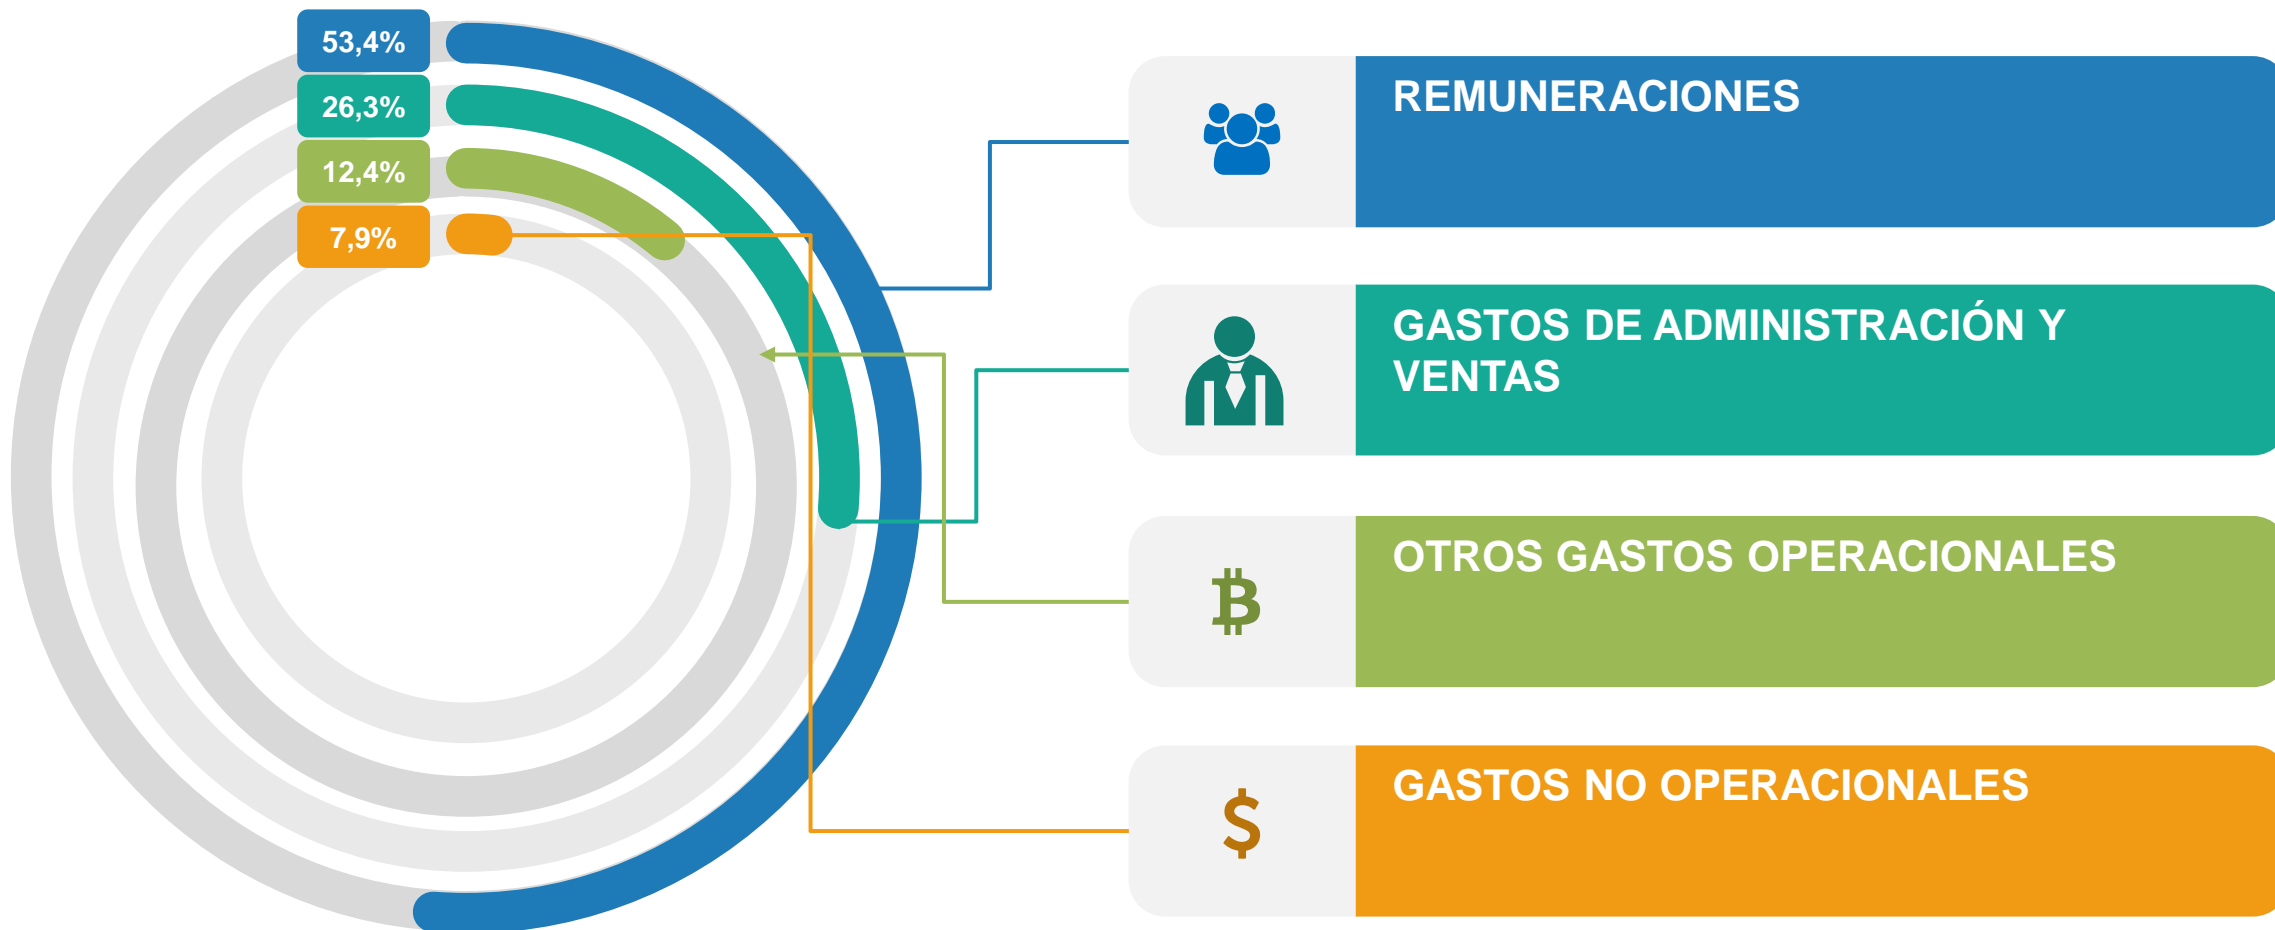 53,4%
26,3%
12,4%
7,9%
REMUNERACIONES
GASTOS DE ADMINISTRACIÓN Y
VENTAS
OTROS GASTOS OPERACIONALES
GASTOS NO OPERACIONALES